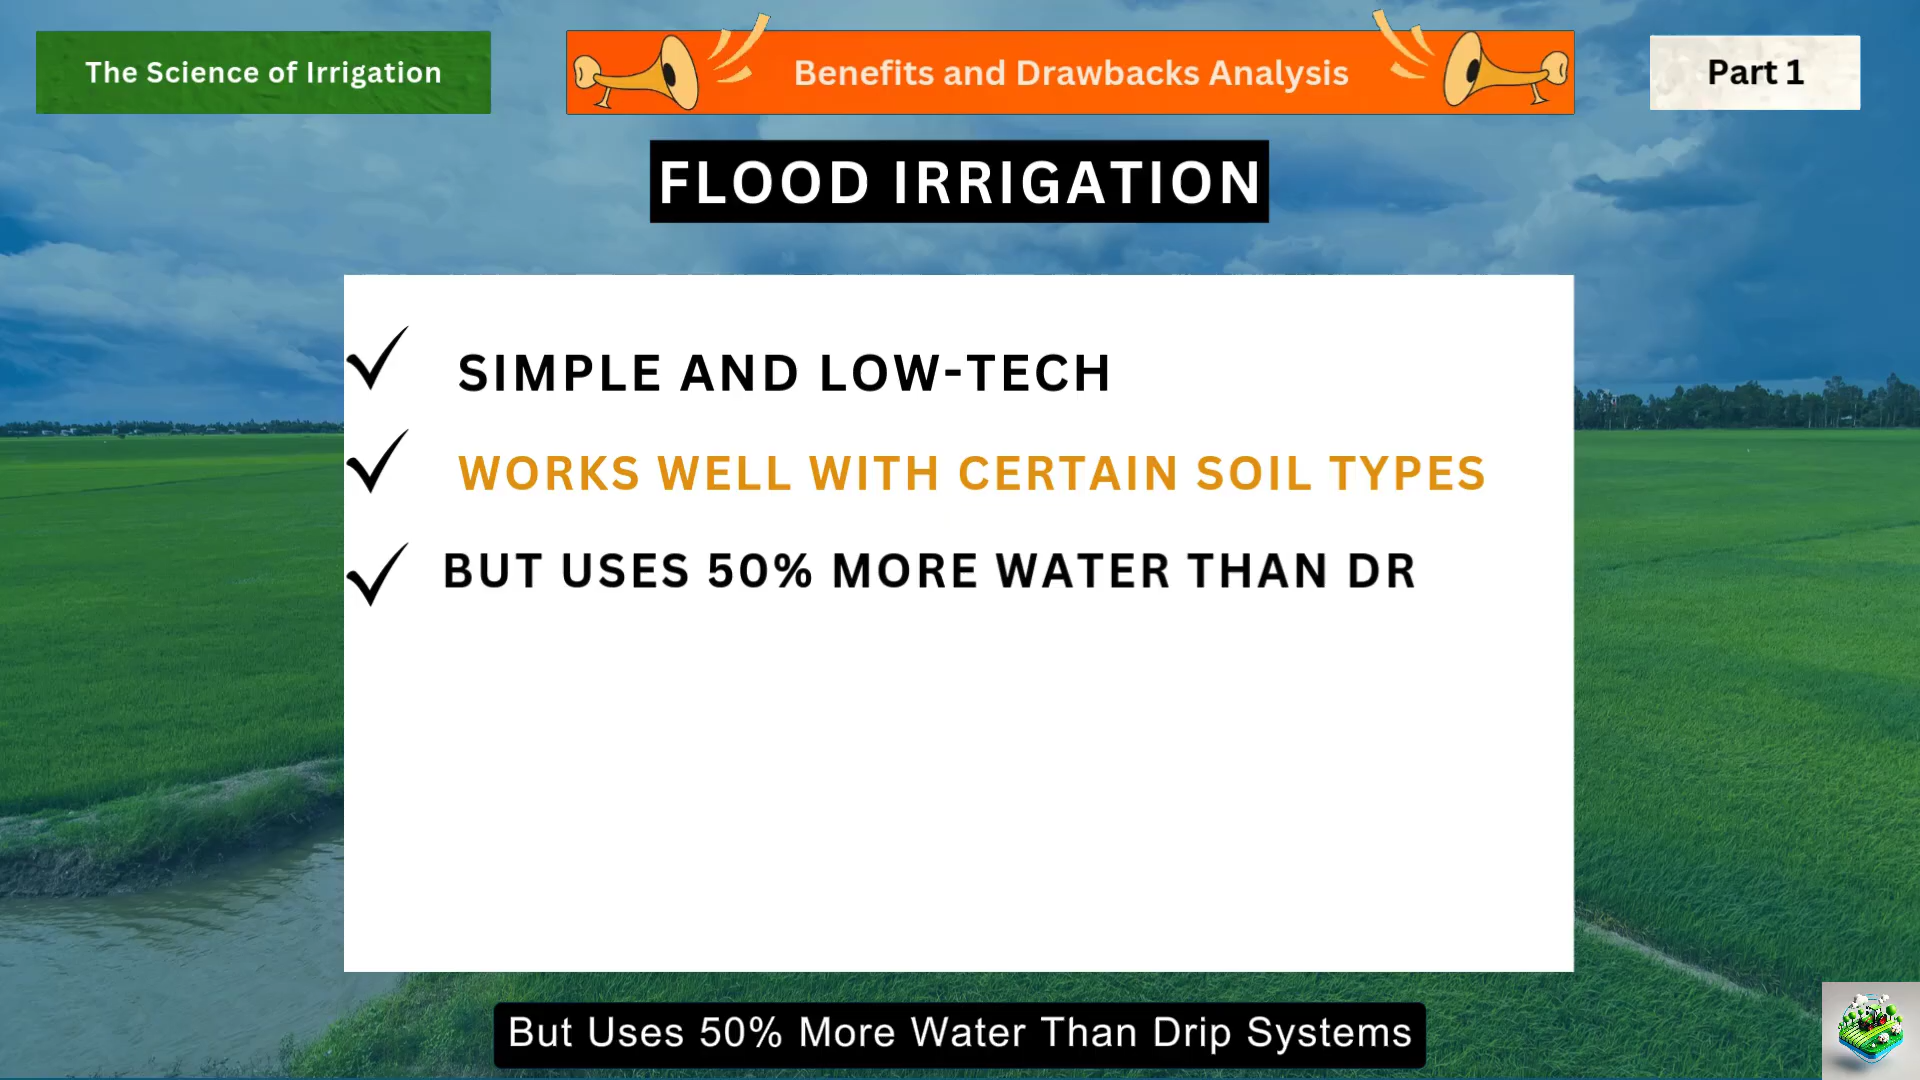 The Science of Irrigation
Benefits and Drawbacks Analysis
Part 1
FLOOD IRRIGATION
SIMPLE AND LOW-TECH
WORKS WELL WITH CERTAIN SOIL TYPES
BUT USES 50% MORE WATER THAN DR
But Uses 50% More Water Than Drip Systems